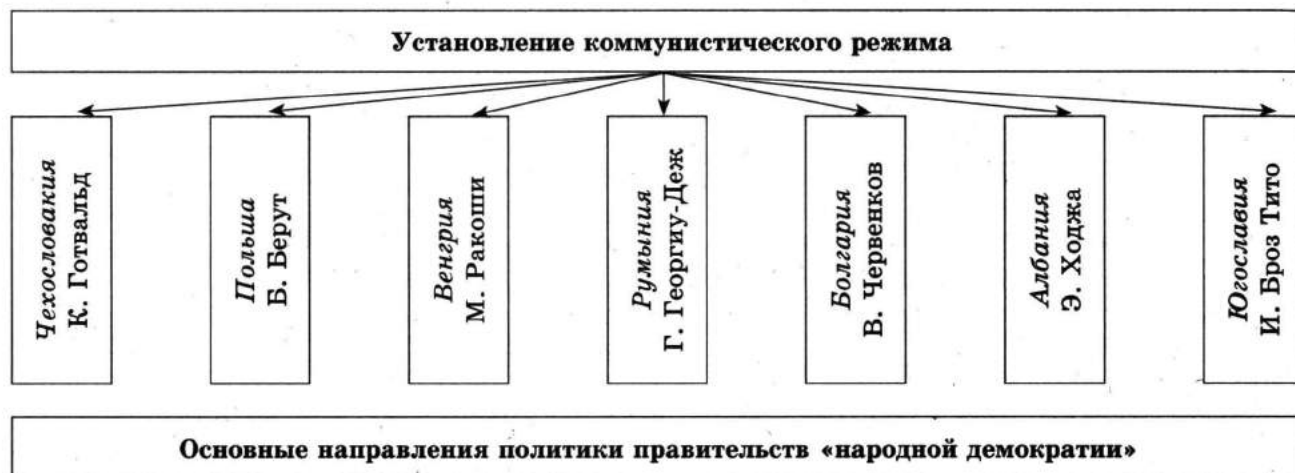 Установление коммунистического режима
Чехословакия
К. Готвальд
Польша
Б. Берут
Венгрия
М. Ракоши
Румыния
Г. Георгиу-Деж
Болгария
В. Червенков
Албания
Э. Ходжа
Югославия
И. Броз Тито
Основные направления политики правительств «народной демократии»